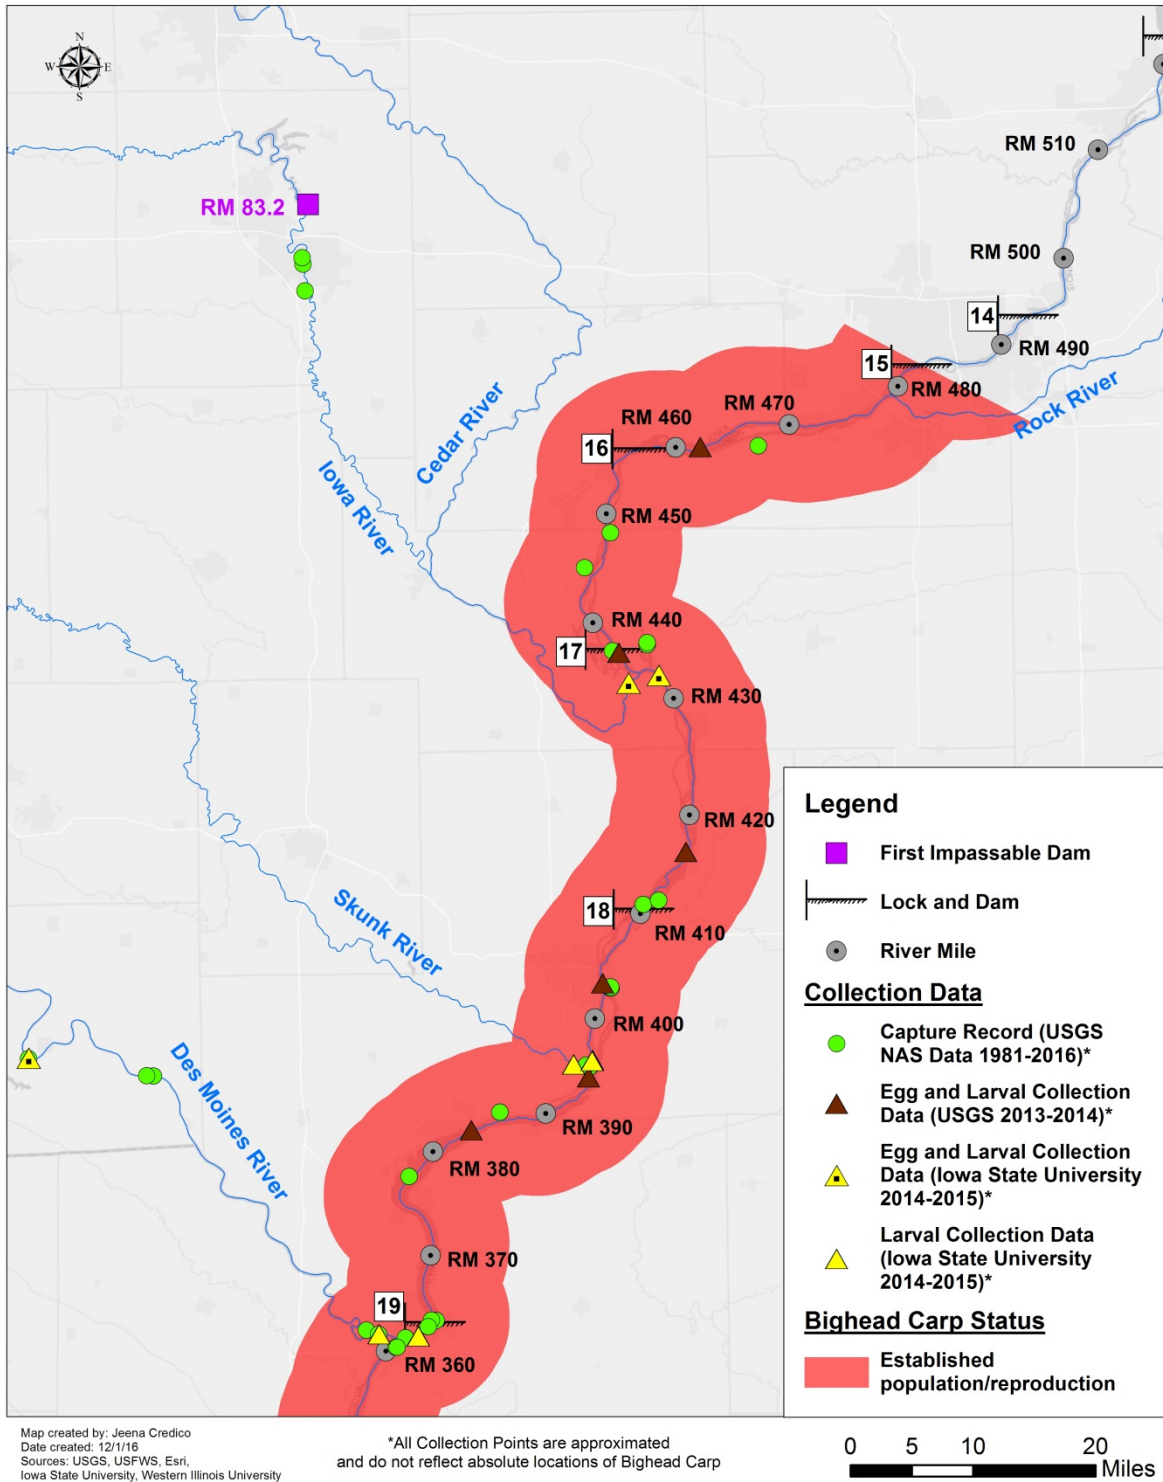 N
W E
S
RM 83.2
RM 510
RM 500
14
RM 490
15
RM 480
Rock River
RM 470
RM 460
16
Cedar River
Iowa River
RM 450
RM 440
17
RM 430
RM 420
18
RM 410
Skunk River
RM 400
Des Moines River
RM 390
RM 380
RM 370
19
RM 360
Legend
First Impassable Dam
Lock and Dam
River Mile
Collection Data
Capture Record (USGS
NAS Data 1981-2016)*
Egg and Larval Collection
Data (USGS 2013-2014)*
Egg and Larval Collection
Data (Iowa State University
2014-2015)*
Larval Collection Data
(Iowa State University
2014-2015)*
Bighead Carp Status
Established
population/reproduction
Map created by: Jeena Credico
Date created: 12/1/16
Sources: USGS, USFWS, Esri,
Iowa State University, Western Illinois University
*All Collection Points are approximated
and do not reflect absolute locations of Bighead Carp
0 5 10 20
Miles